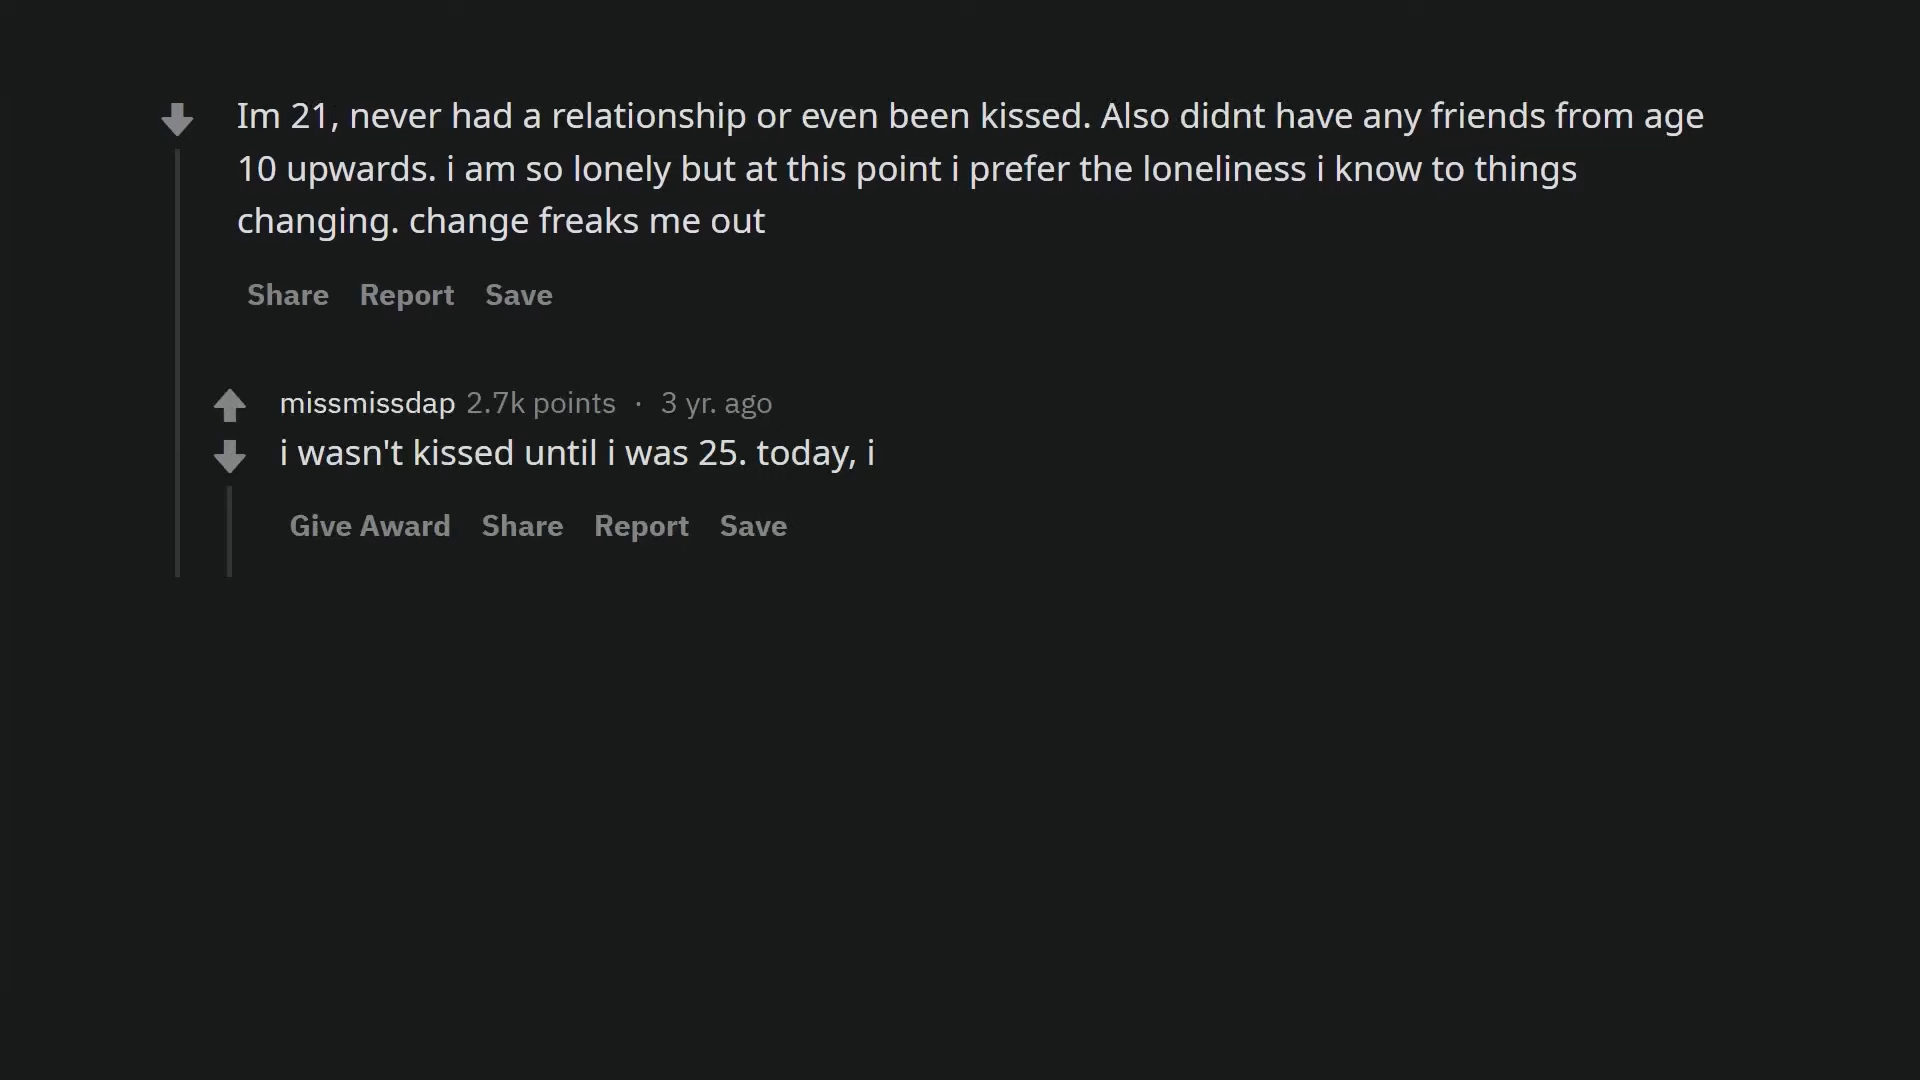 Im 21, never had a relationship or even been kissed. Also didnt have any friends from age
10 upwards. i am so lonely but at this point i prefer the loneliness i know to things
changing. change freaks me out
Share Report Save
missmissdap 2.7k points · 3 yr. ago
i wasn't kissed until i was 25. today, i
Give Award Share Report Save